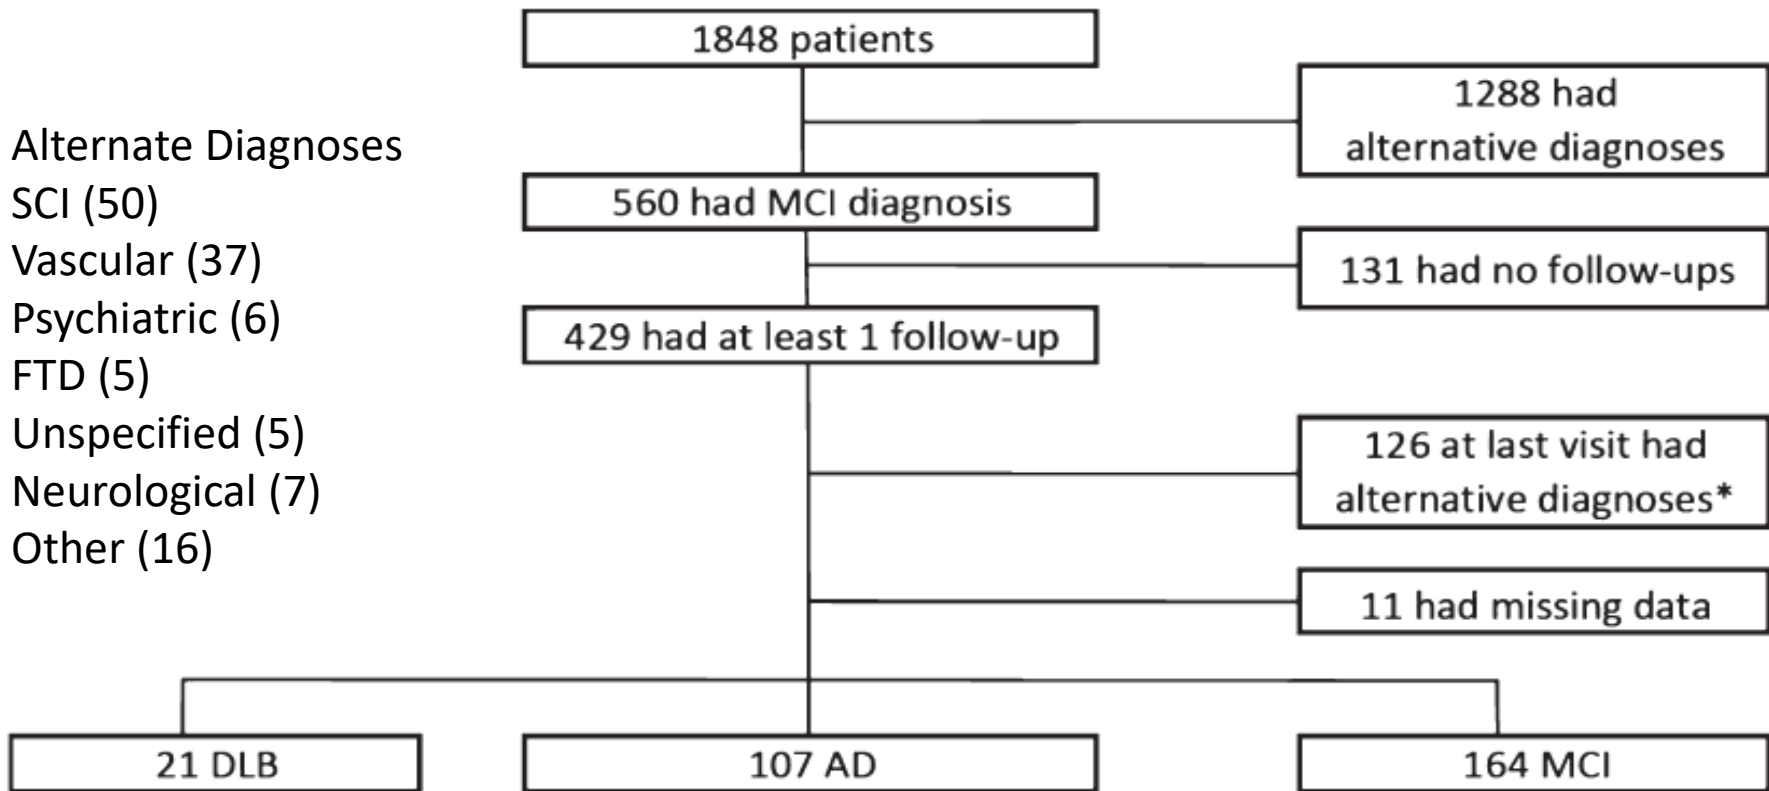 1848 patients
1288 had
alternative diagnoses
Alternate Diagnoses
SCI (50)
Vascular (37)
Psychiatric (6)
FTD (5)
Unspecified (5)
Neurological (7)
Other (16)
560 had MCI diagnosis
131 had no follow-ups
429 had at least 1 follow-up
126 at last visit had
alternative diagnoses*
11 had missing data
21 DLB
107 AD
164 MCI